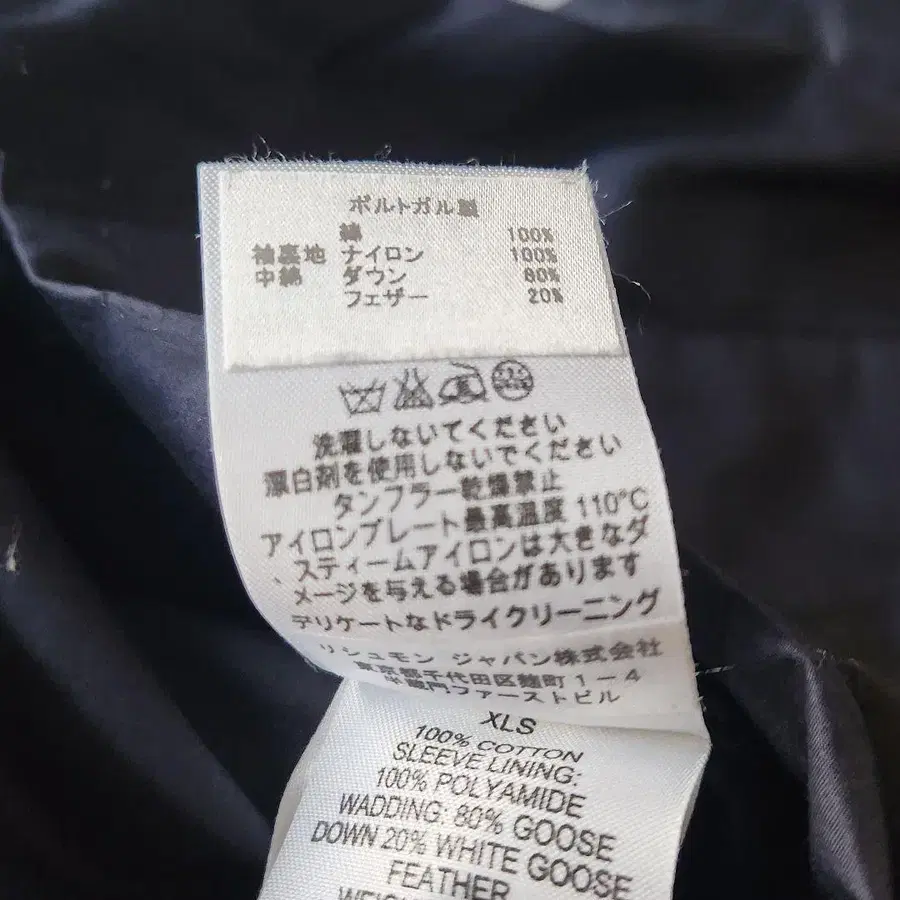 ポルトガル製
綿 100%
袖裏地 ナイロン 100%
中綿 ダウン 80%
フェザー 20%
洗濯しないてください
漂白剤を使用しないでください
タンフラー乾燥禁止
アイロンプレート最高温度 110°C
スティームアイロンは大きなダ
メージを与える場合があります
デリケートなドライクリーニング
リシュモン ジャパン株式会社
東京都千代田区麹町1-4
半蔵門ファーストビル
XLS
100% COTTON
SLEEVE LINING:
100% POLYAMIDE
WADDING: 80% GOOSE
DOWN 20% WHITE GOOSE
FEATHER